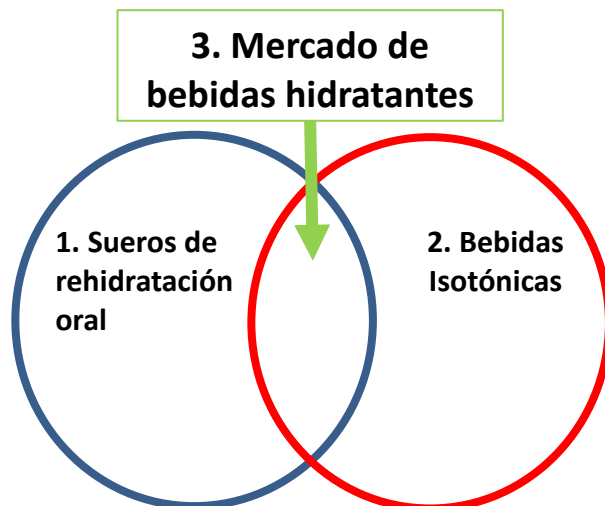 3. Mercado de
bebidas hidratantes
1. Sueros de
rehidratación
oral
2. Bebidas
Isotónicas